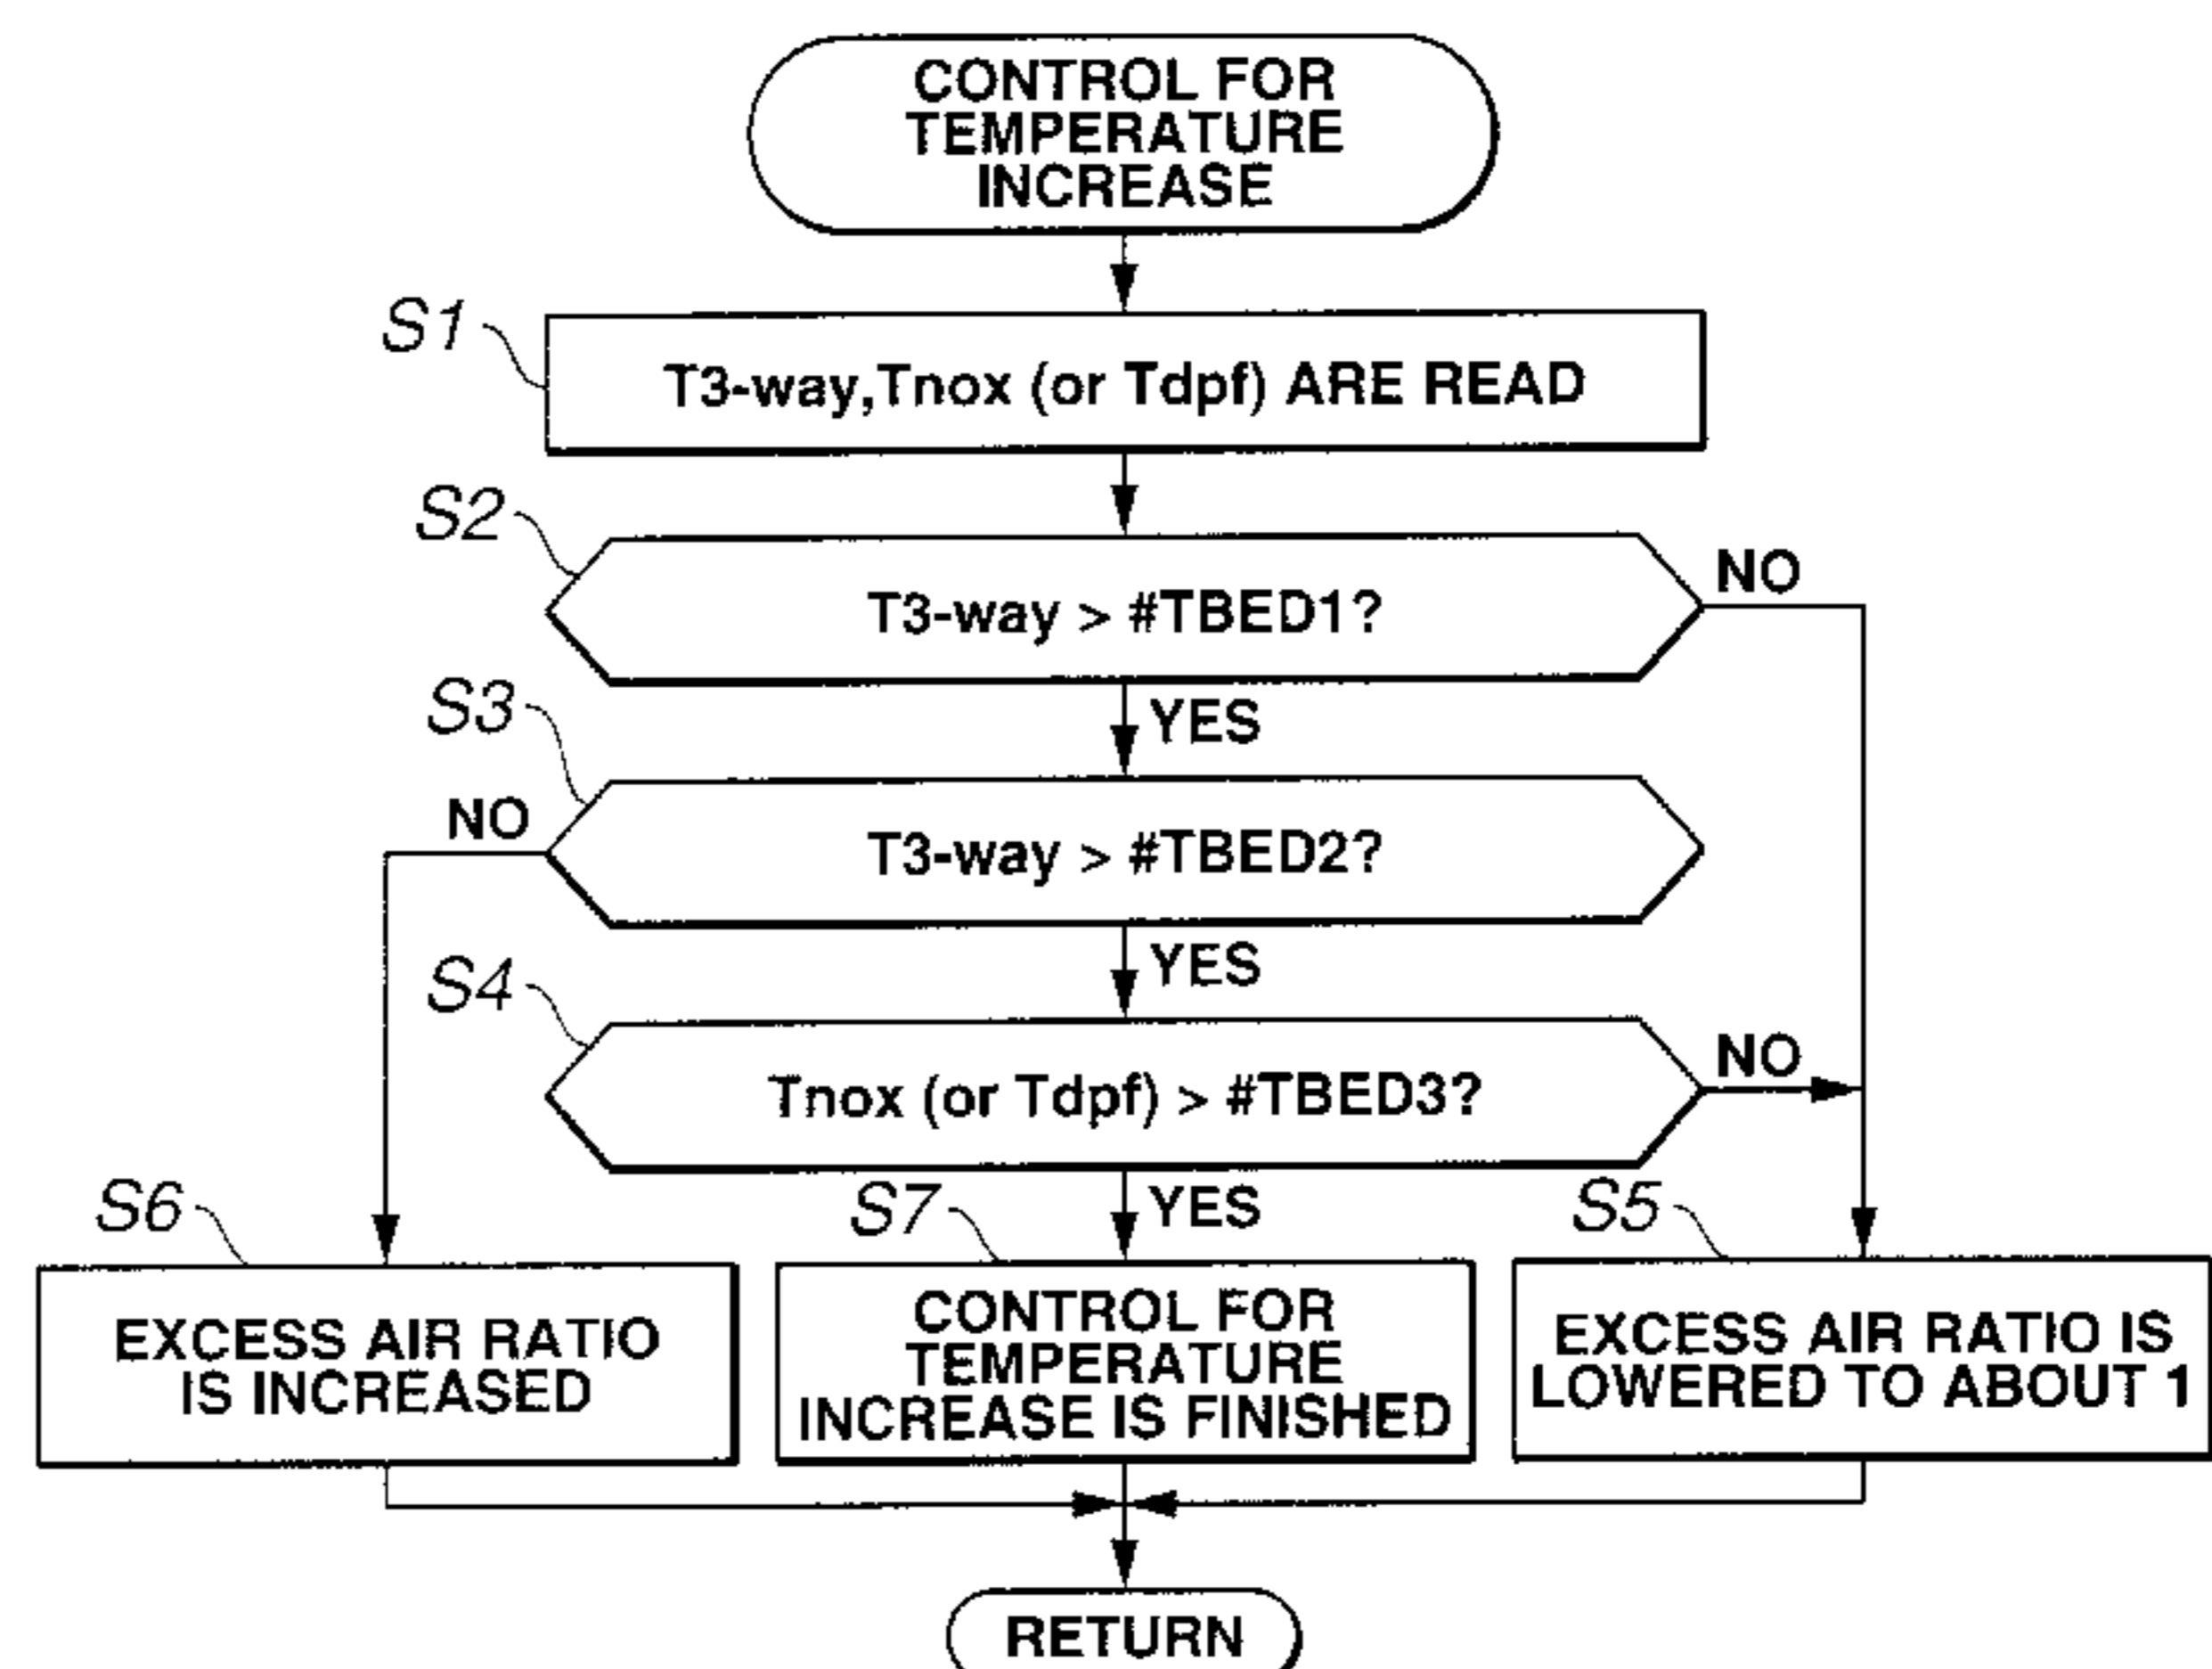 CONTROL FOR
TEMPERATURE
INCREASE
S1
T3-way,Tnox (or Tdpf) ARE READ
S2
T3-way > #TBED1?
NO
YES
S3
NO
T3-way > #TBED2?
YES
S4
Tnox (or Tdpf) > #TBED3?
NO
YES
S6
EXCESS AIR RATIO
IS INCREASED
S7
CONTROL FOR
TEMPERATURE
INCREASE IS FINISHED
S5
EXCESS AIR RATIO IS
LOWERED TO ABOUT 1
RETURN